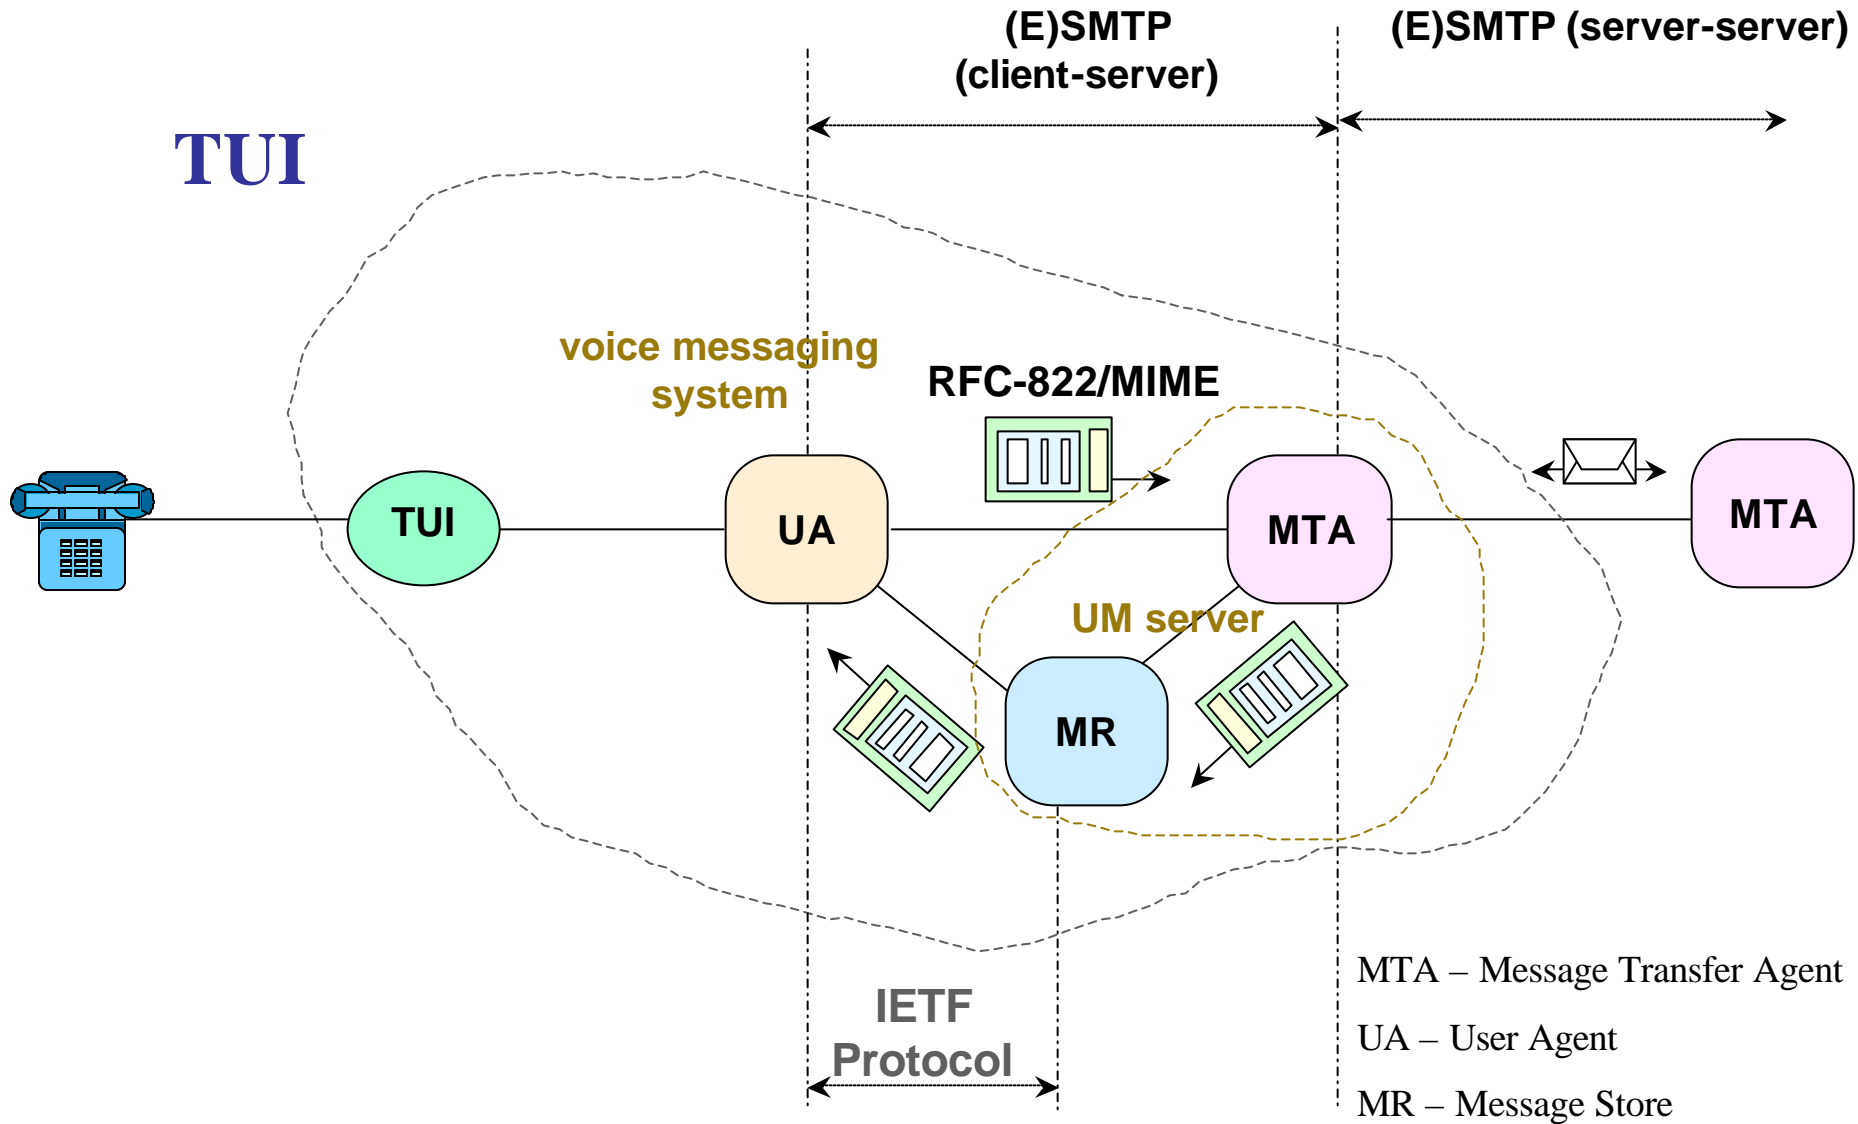 (E)SMTP
(client-server)
(E)SMTP (server-server)
TUI
voice messaging
system
RFC-822/MIME
TUI
UA
MTA
MTA
UM server
MR
IETF
Protocol
MTA – Message Transfer Agent
UA – User Agent
MR – Message Store